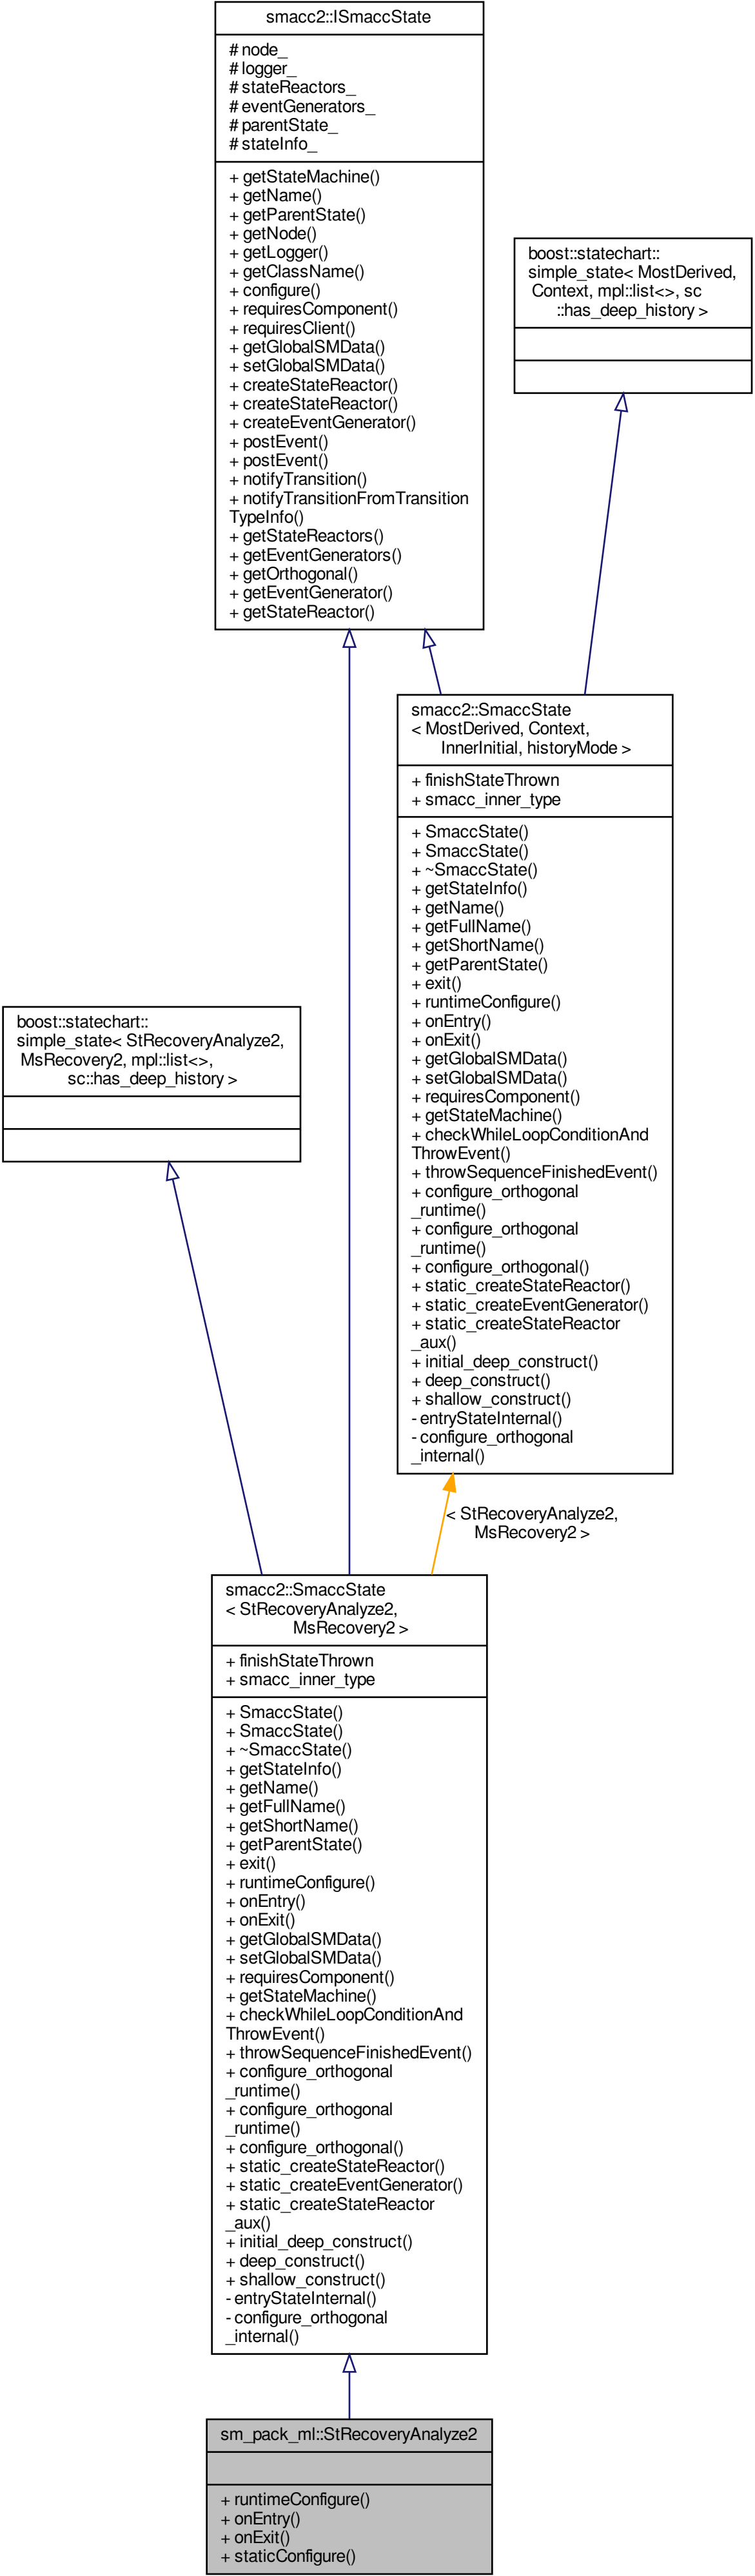 smacc2::ISmaccState
# node_
# logger_
# stateReactors_
# eventGenerators_
# parentState_
# stateInfo_
+ getStateMachine()
+ getName()
+ getParentState()
+ getNode()
+ getLogger()
+ getClassName()
+ configure()
+ requiresComponent()
+ requiresClient()
+ getGlobalSMData()
+ setGlobalSMData()
+ createStateReactor()
+ createStateReactor()
+ createEventGenerator()
+ postEvent()
+ postEvent()
+ notifyTransition()
+ notifyTransitionFromTransition
TypeInfo()
+ getStateReactors()
+ getEventGenerators()
+ getOrthogonal()
+ getEventGenerator()
+ getStateReactor()
boost::statechart::
simple_state< MostDerived,
Context, mpl::list<>, sc
::has_deep_history >
smacc2::SmaccState
< MostDerived, Context,
InnerInitial, historyMode >
+ finishStateThrown
+ smacc_inner_type
+ SmaccState()
+ SmaccState()
+ ~SmaccState()
+ getStateInfo()
+ getName()
+ getFullName()
+ getShortName()
+ getParentState()
+ exit()
+ runtimeConfigure()
+ onEntry()
+ onExit()
+ getGlobalSMData()
+ setGlobalSMData()
+ requiresComponent()
+ getStateMachine()
+ checkWhileLoopConditionAnd
ThrowEvent()
+ throwSequenceFinishedEvent()
+ configure_orthogonal
_runtime()
+ configure_orthogonal
_runtime()
+ configure_orthogonal()
+ static_createStateReactor()
+ static_createEventGenerator()
+ static_createStateReactor
_aux()
+ initial_deep_construct()
+ deep_construct()
+ shallow_construct()
- entryStateInternal()
- configure_orthogonal
_internal()
boost::statechart::
simple_state< StRecoveryAnalyze2,
MsRecovery2, mpl::list<>,
sc::has_deep_history >
< StRecoveryAnalyze2,
MsRecovery2 >
smacc2::SmaccState
< StRecoveryAnalyze2,
MsRecovery2 >
+ finishStateThrown
+ smacc_inner_type
+ SmaccState()
+ SmaccState()
+ ~SmaccState()
+ getStateInfo()
+ getName()
+ getFullName()
+ getShortName()
+ getParentState()
+ exit()
+ runtimeConfigure()
+ onEntry()
+ onExit()
+ getGlobalSMData()
+ setGlobalSMData()
+ requiresComponent()
+ getStateMachine()
+ checkWhileLoopConditionAnd
ThrowEvent()
+ throwSequenceFinishedEvent()
+ configure_orthogonal
_runtime()
+ configure_orthogonal
_runtime()
+ configure_orthogonal()
+ static_createStateReactor()
+ static_createEventGenerator()
+ static_createStateReactor
_aux()
+ initial_deep_construct()
+ deep_construct()
+ shallow_construct()
- entryStateInternal()
- configure_orthogonal
_internal()
sm_pack_ml::StRecoveryAnalyze2
+ runtimeConfigure()
+ onEntry()
+ onExit()
+ staticConfigure()